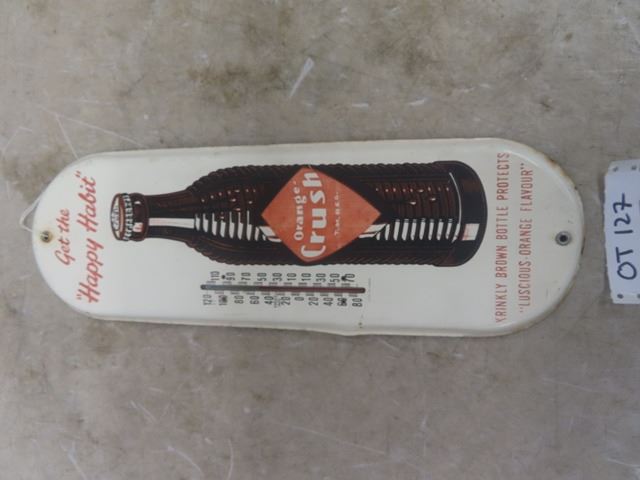 Get the
"Happy Habit"
Orange
Crush
KRINKLY BROWN BOTTLE PROTECTS
"LUSCIOUS-ORANGE FLAVOUR"
OT 127